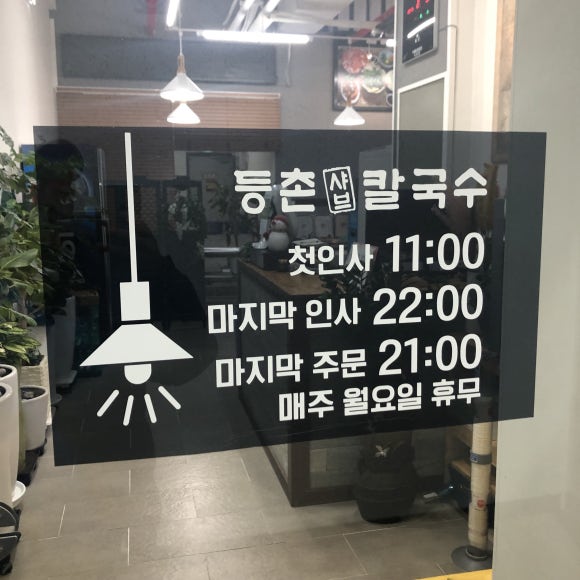 등촌 샤브 칼국수
첫인사 11:00
마지막 인사 22:00
마지막 주문 21:00
매주 월요일 휴무